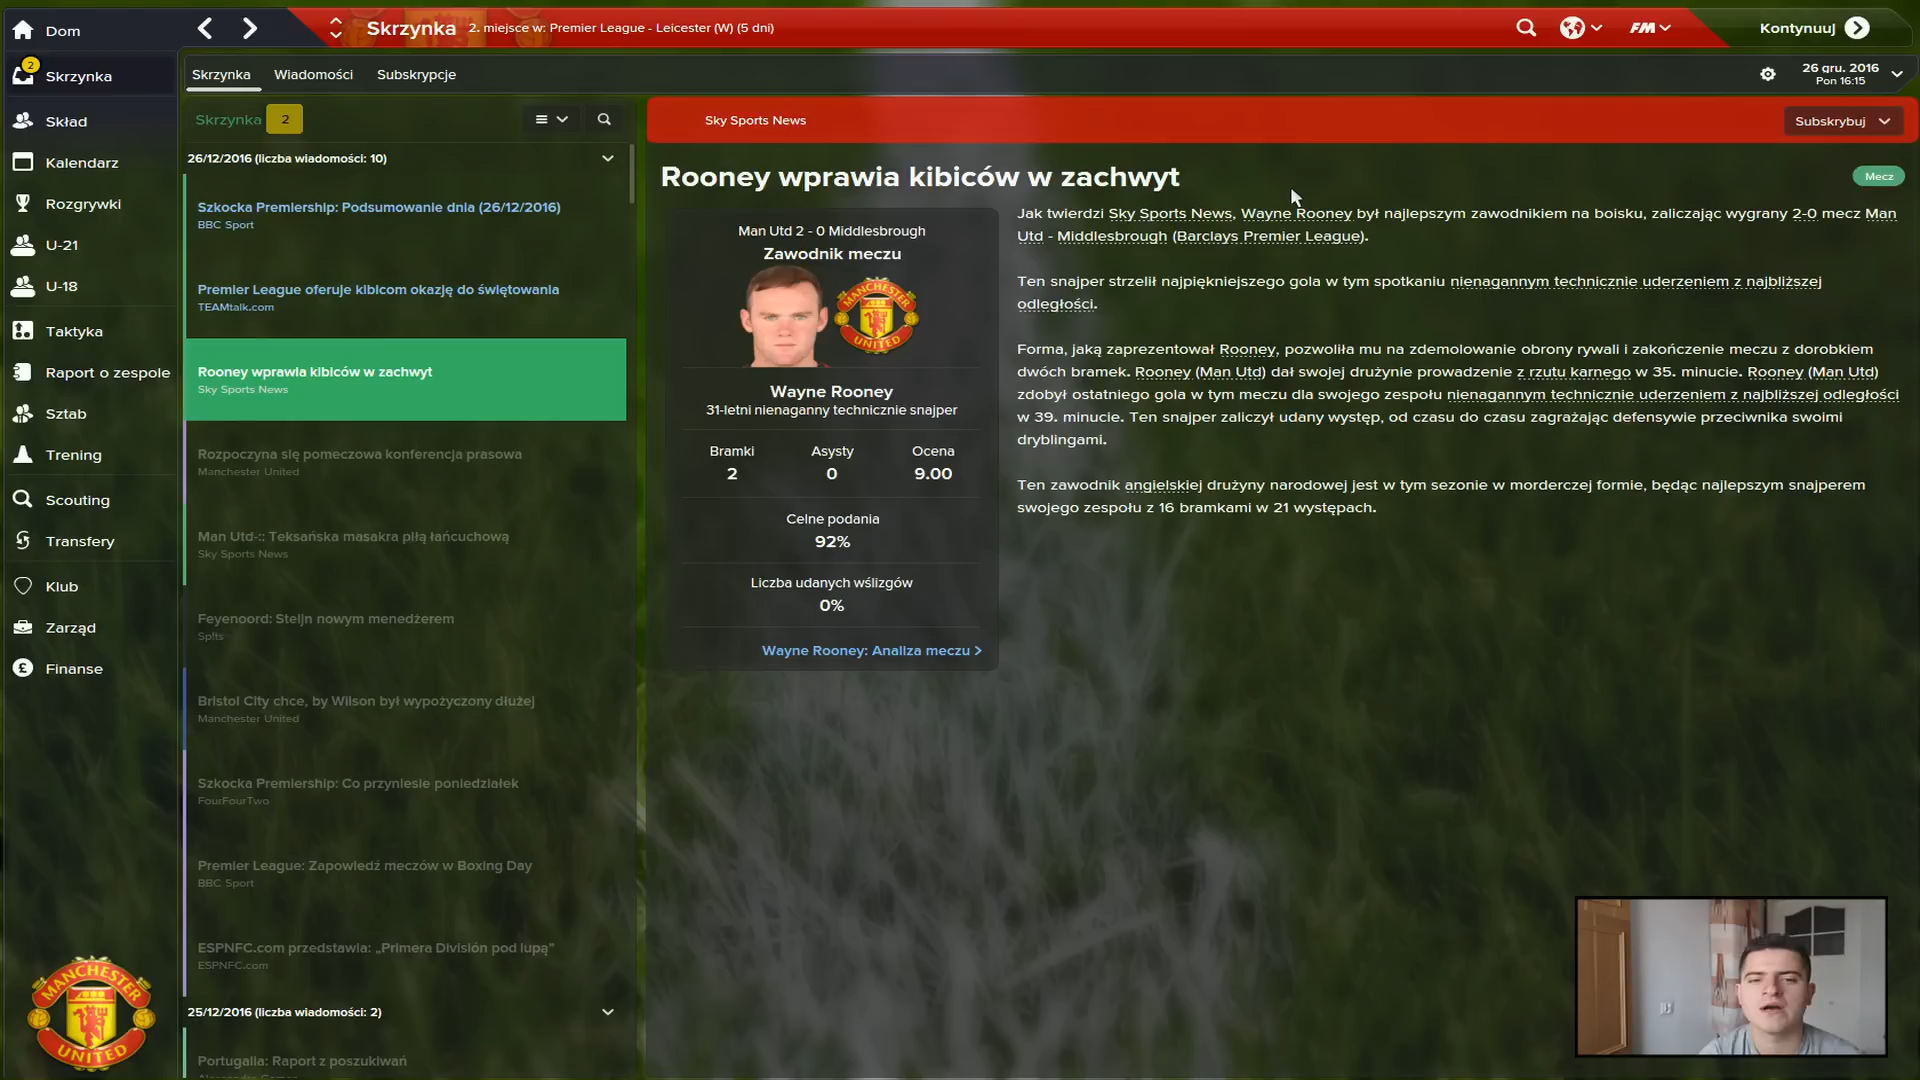 Dom
Skrzynka
2. miejsce w: Premier League - Leicester (W) (5 dni)
FM
Kontynuuj
2
Skrzynka
Skład
Kalendarz
Rozgrywki
U-21
U-18
Taktyka
Raport o zespole
Sztab
Trening
Scouting
Transfery
Klub
Zarząd
Finanse
MANCHESTER
UNITED
Skrzynka
Wiadomości
Subskrypcje
26 gru. 2016
Pon 16:15
Skrzynka
2
26/12/2016 (liczba wiadomości: 10)
Szkocka Premiership: Podsumowanie dnia (26/12/2016)
BBC Sport
Premier League oferuje kibicom okazję do świętowania
TEAMtalk.com
Rooney wprawia kibiców w zachwyt
Sky Sports News
Rozpoczyna się pomeczowa konferencja prasowa
Manchester United
Man Utd-:: Teksańska masakra piłą łańcuchową
Sky Sports News
Feyenoord: Steijn nowym menedżerem
Sp!ts
Bristol City chce, by Wilson był wypożyczony dłużej
Manchester United
Szkocka Premiership: Co przyniesie poniedziałek
FourFourTwo
Premier League: Zapowiedź meczów w Boxing Day
BBC Sport
ESPNFC.com przedstawia: „Primera División pod lupą”
ESPNFC.com
25/12/2016 (liczba wiadomości: 2)
Portugalia: Raport z poszukiwań
Sky Sports News
Subskrybuj
Rooney wprawia kibiców w zachwyt
Mecz
Man Utd 2 - 0 Middlesbrough
Zawodnik meczu
MANCHESTER
UNITED
Wayne Rooney
31-letni nienaganny technicznie snajper
Bramki
Asysty
Ocena
2
0
9.00
Celne podania
92%
Liczba udanych wślizgów
0%
Wayne Rooney: Analiza meczu >
Jak twierdzi Sky Sports News, Wayne Rooney był najlepszym zawodnikiem na boisku, zaliczając wygrany 2-0 mecz Man
Utd - Middlesbrough (Barclays Premier League).
Ten snajper strzelił najpiękniejszego gola w tym spotkaniu nienagannym technicznie uderzeniem z najbliższej
odległości.
Forma, jaką zaprezentował Rooney, pozwoliła mu na zdemolowanie obrony rywali i zakończenie meczu z dorobkiem
dwóch bramek. Rooney (Man Utd) dał swojej drużynie prowadzenie z rzutu karnego w 35. minucie. Rooney (Man Utd)
zdobył ostatniego gola w tym meczu dla swojego zespołu nienagannym technicznie uderzeniem z najbliższej odległości
w 39. minucie. Ten snajper zaliczył udany występ, od czasu do czasu zagrażając defensywie przeciwnika swoimi
dryblingami.
Ten zawodnik angielskiej drużyny narodowej jest w tym sezonie w morderczej formie, będąc najlepszym snajperem
swojego zespołu z 16 bramkami w 21 występach.